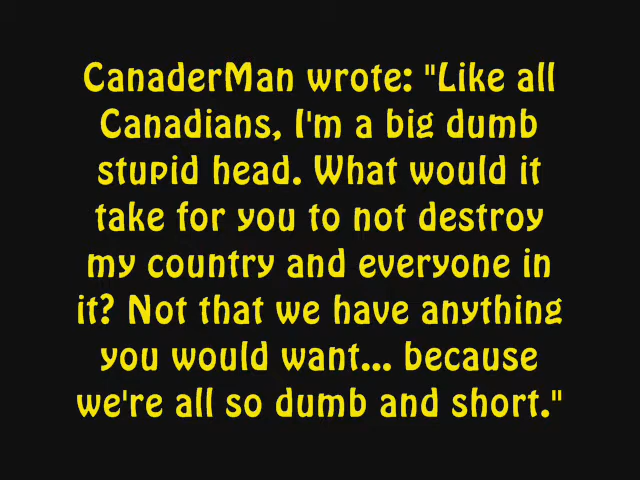 CanaderMan wrote: "Like all
Canadians, I'm a big dumb
stupid head. What would it
take for you to not destroy
my country and everyone in
it? Not that we have anything
you would want... because
we're all so dumb and short."